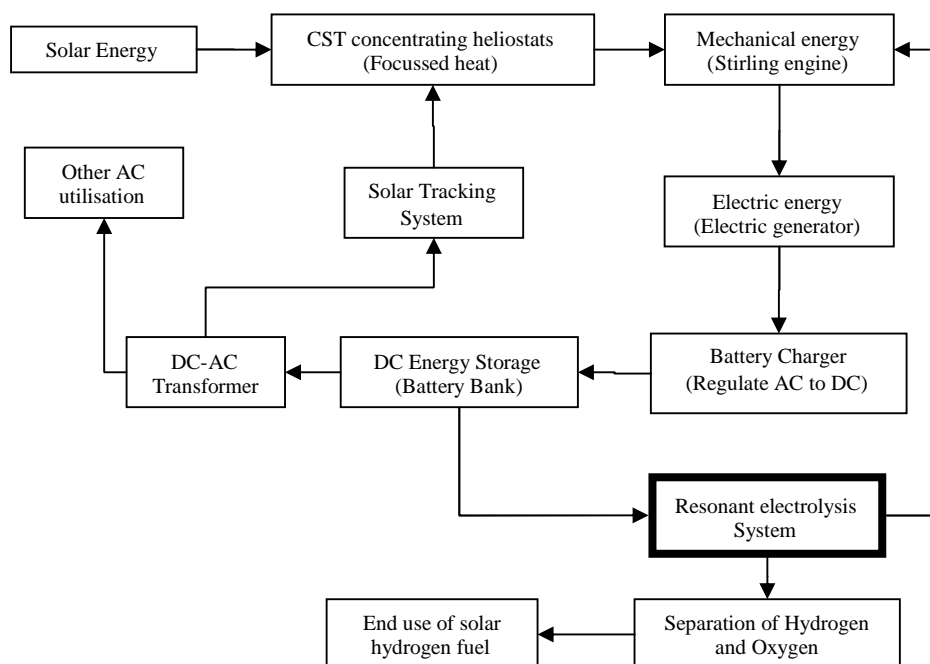 Solar Energy
CST concentrating heliostats
(Focussed heat)
Mechanical energy
(Stirling engine)
Other AC
utilisation
Solar Tracking
System
Electric energy
(Electric generator)
DC-AC
Transformer
DC Energy Storage
(Battery Bank)
Battery Charger
(Regulate AC to DC)
Resonant electrolysis
System
End use of solar
hydrogen fuel
Separation of Hydrogen
and Oxygen